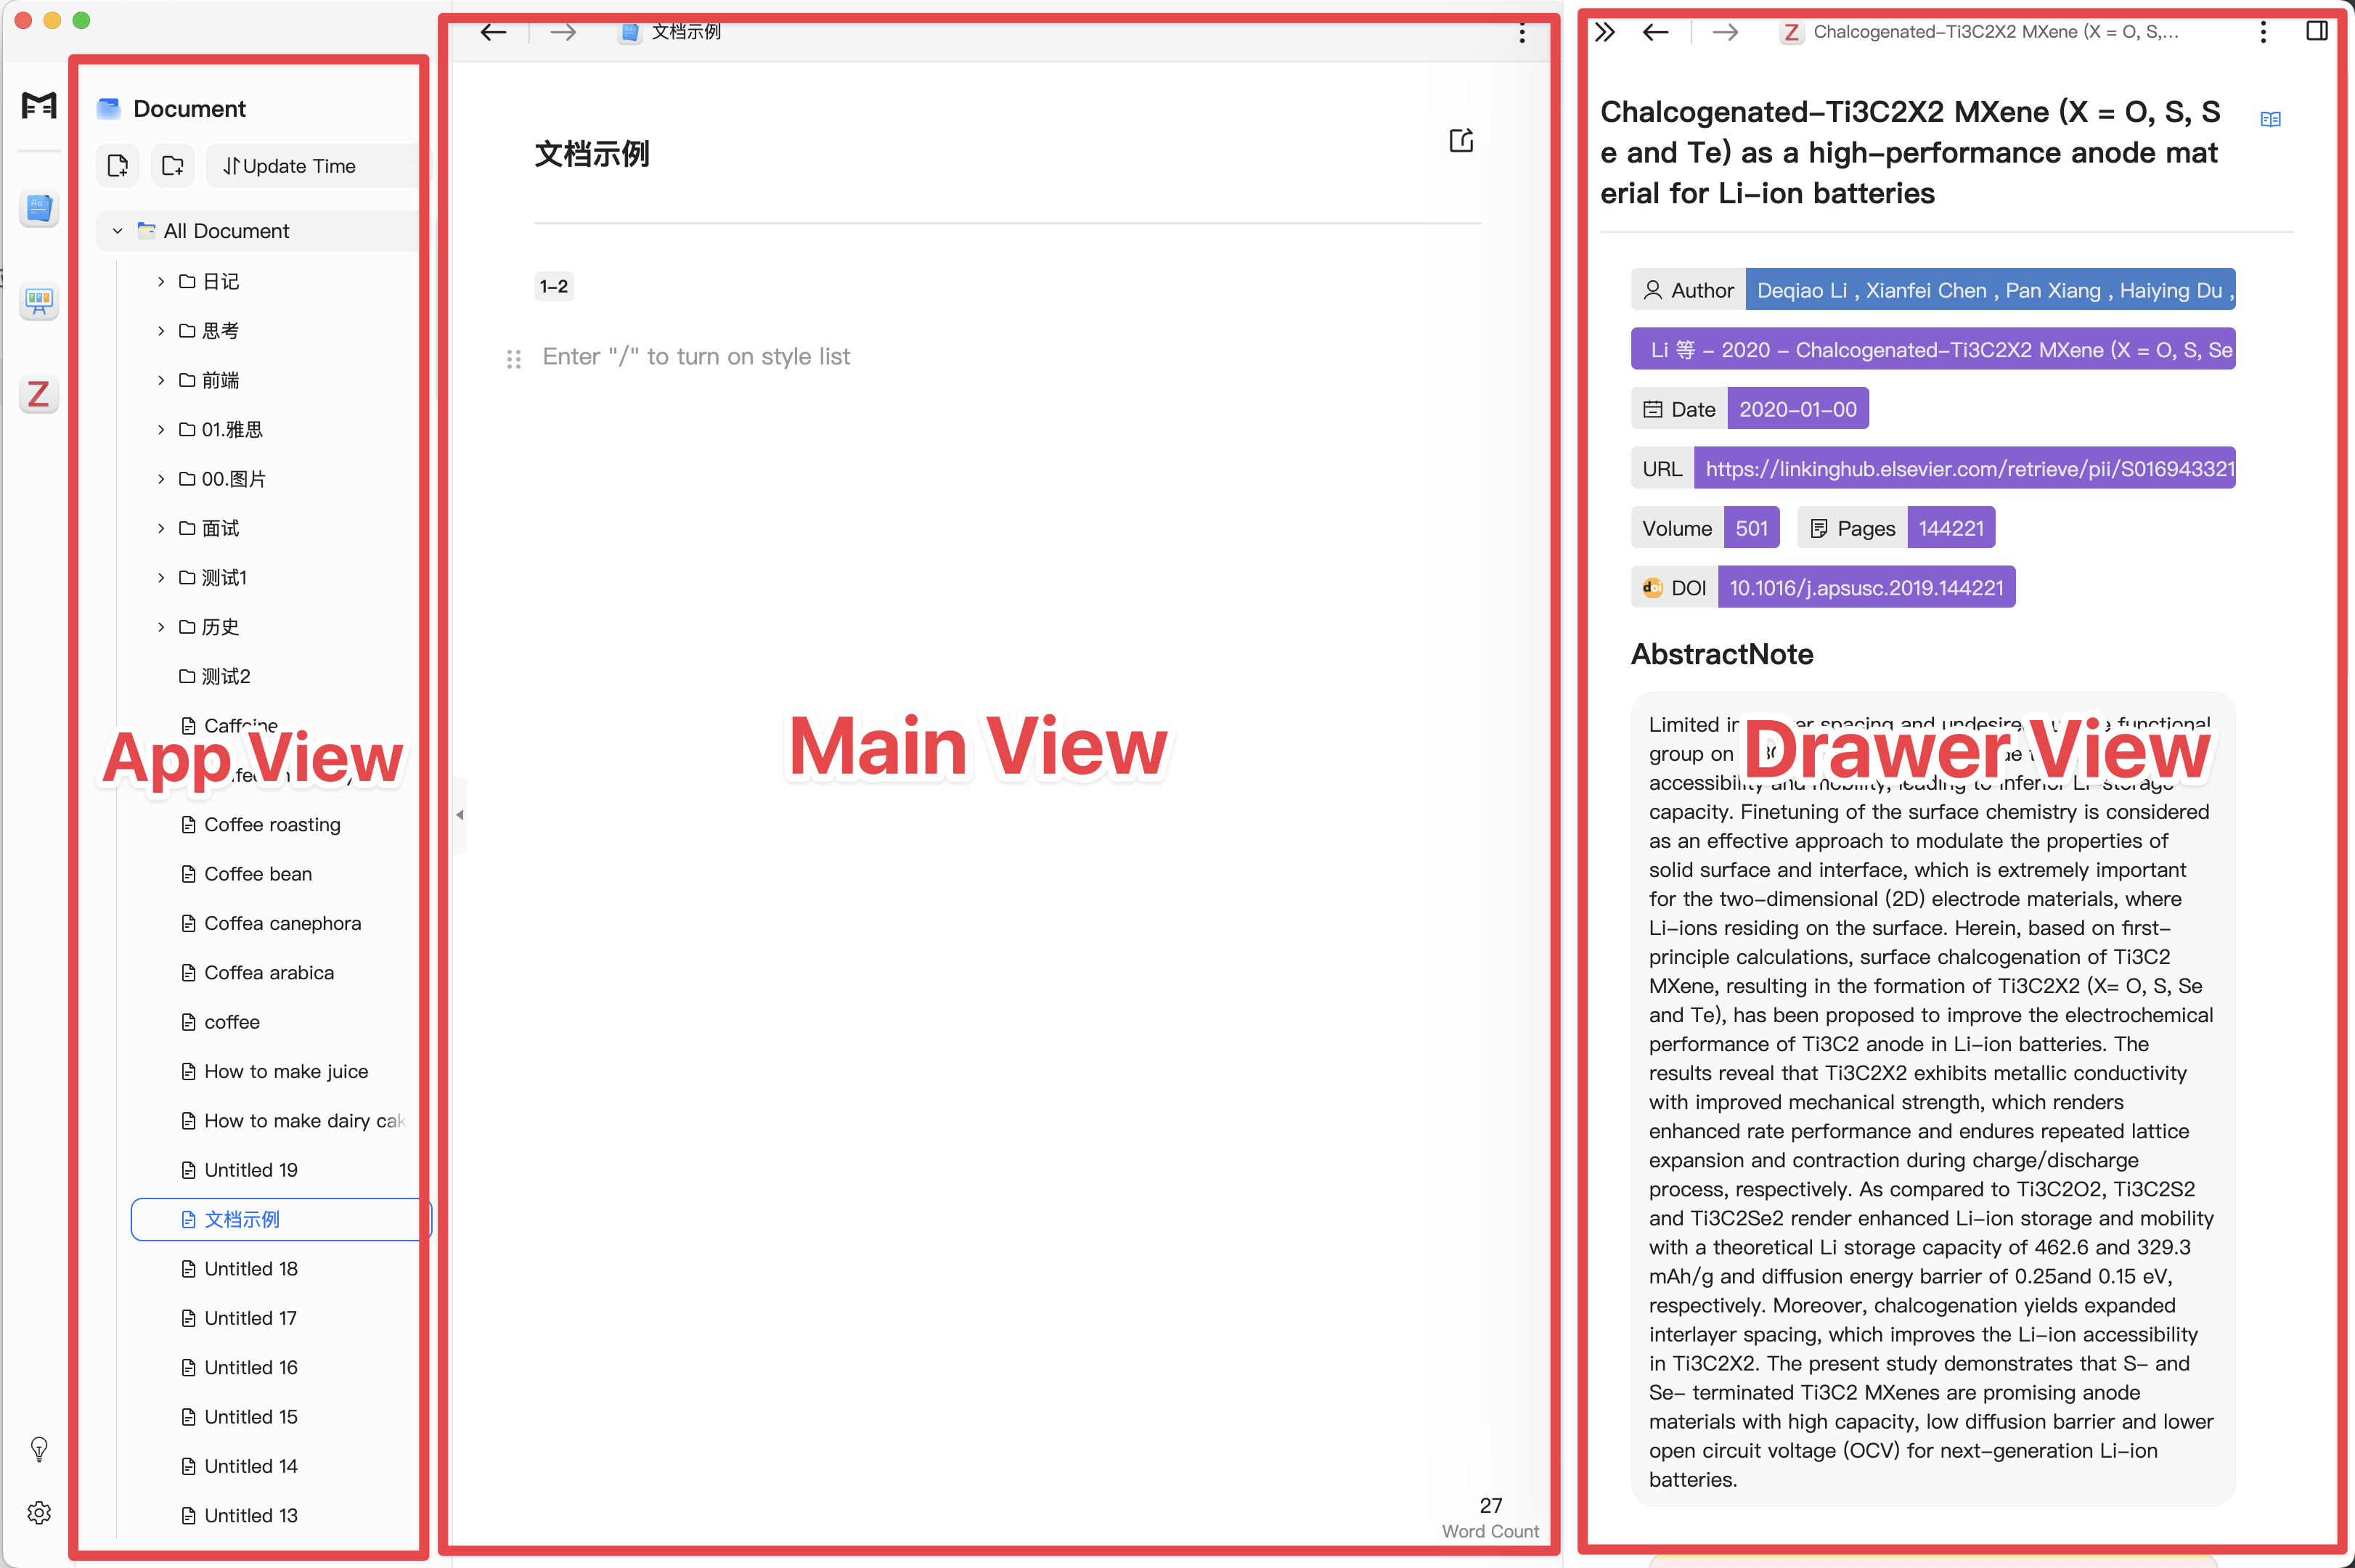 Document
Update Time
All Document
日记
思考
前端
01.雅思
00.图片
面试
测试1
历史
测试2
Caffeine
App View
Coffee roasting
Coffee bean
Coffea canephora
Coffea arabica
coffee
How to make juice
How to make dairy cak
Untitled 19
文档示例
Untitled 18
Untitled 17
Untitled 16
Untitled 15
Untitled 14
Untitled 13
文档示例
文档示例
1-2
Enter "/" to turn on style list
Main View
27
Word Count
Z Chalcogenated-Ti3C2X2 MXene (X = O, S,...
Chalcogenated-Ti3C2X2 MXene (X = O, S, S
e and Te) as a high-performance anode mat
erial for Li-ion batteries
Author Deqiao Li , Xianfei Chen , Pan Xiang , Haiying Du ,
Li 等 - 2020 - Chalcogenated-Ti3C2X2 MXene (X = O, S, Se
Date 2020-01-00
URL https://linkinghub.elsevier.com/retrieve/pii/S016943321
Volume 501 Pages 144221
doi DOI 10.1016/j.apsusc.2019.144221
AbstractNote
Limited spacing and functional
group on
Drawer View
accessibility and mobility, leading to inferior Li-storage
capacity. Finetuning of the surface chemistry is considered
as an effective approach to modulate the properties of
solid surface and interface, which is extremely important
for the two-dimensional (2D) electrode materials, where
Li-ions residing on the surface. Herein, based on first-
principle calculations, surface chalcogenation of Ti3C2
MXene, resulting in the formation of Ti3C2X2 (X= O, S, Se
and Te), has been proposed to improve the electrochemical
performance of Ti3C2 anode in Li-ion batteries. The
results reveal that Ti3C2X2 exhibits metallic conductivity
with improved mechanical strength, which renders
enhanced rate performance and endures repeated lattice
expansion and contraction during charge/discharge
process, respectively. As compared to Ti3C2O2, Ti3C2S2
and Ti3C2Se2 render enhanced Li-ion storage and mobility
with a theoretical Li storage capacity of 462.6 and 329.3
mAh/g and diffusion energy barrier of 0.25and 0.15 eV,
respectively. Moreover, chalcogenation yields expanded
interlayer spacing, which improves the Li-ion accessibility
in Ti3C2X2. The present study demonstrates that S- and
Se- terminated Ti3C2 MXenes are promising anode
materials with high capacity, low diffusion barrier and lower
open circuit voltage (OCV) for next-generation Li-ion
batteries.